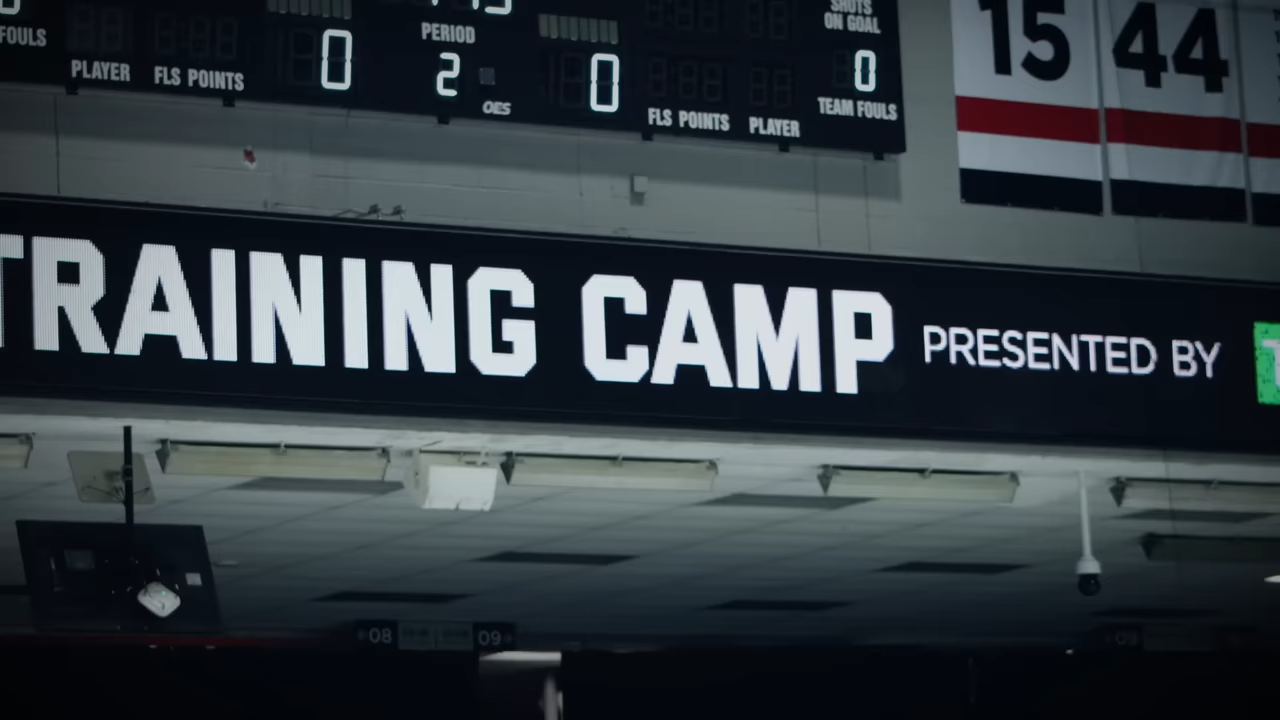 SHOTS
ON GOAL
15
44
PERIOD
FOULS
PLAYER
FLS POINTS
0
2
OES
0
FLS POINTS
PLAYER
0
TEAM FOULS
TRAINING CAMP PRESENTED BY
08
09